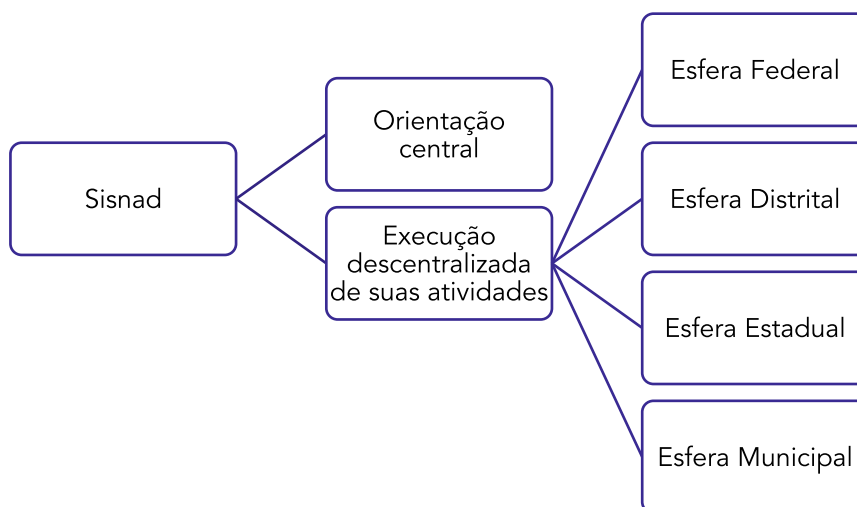 Sisnad
Orientação
central
Execução
descentralizada
de suas atividades
Esfera Federal
Esfera Distrital
Esfera Estadual
Esfera Municipal